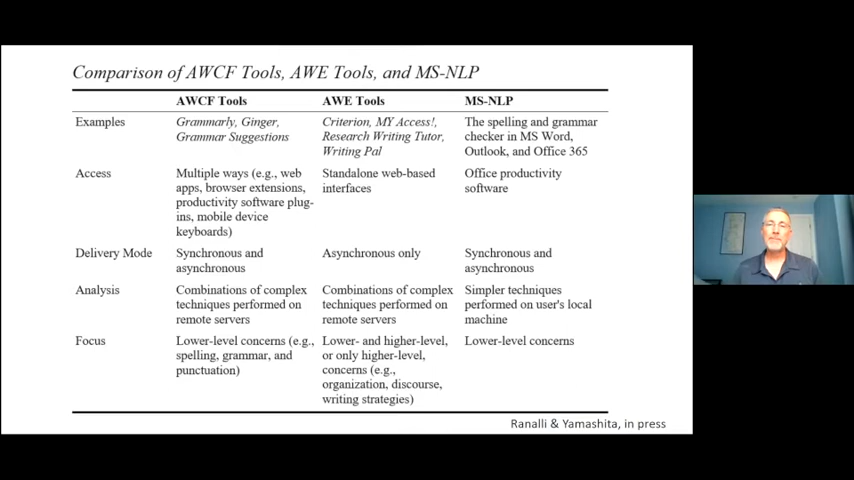 Comparison of AWCF Tools, AWE Tools, and MS-NLP
AWCF Tools AWE Tools MS-NLP
Examples
Grammarly, Ginger,
Grammar Suggestions
Criterion, MY Access!,
Research Writing Tutor,
Writing Pal
The spelling and grammar
checker in MS Word,
Outlook, and Office 365
Access
Multiple ways (e.g., web
apps, browser extensions,
productivity software plug-
ins, mobile device
keyboards)
Standalone web-based
interfaces
Office productivity
software
Delivery Mode
Synchronous and
asynchronous
Asynchronous only
Synchronous and
asynchronous
Analysis
Combinations of complex
techniques performed on
remote servers
Combinations of complex
techniques performed on
remote servers
Simpler techniques
performed on user's local
machine
Focus
Lower-level concerns (e.g.,
spelling, grammar, and
punctuation)
Lower- and higher-level,
or only higher-level,
concerns (e.g.,
organization, discourse,
writing strategies)
Lower-level concerns
Ranalli & Yamashita, in press